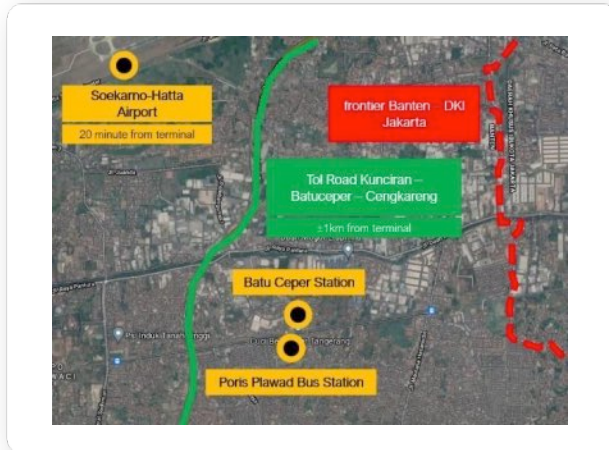 Soekarno-Hatta
Airport
20 minute from terminal
frontier Banten – DKI
Jakarta
Tol Road Kunciran –
Batuceper – Cengkareng
±1km from terminal
Batu Ceper Station
Poris Plawad Bus Station
BANTEN